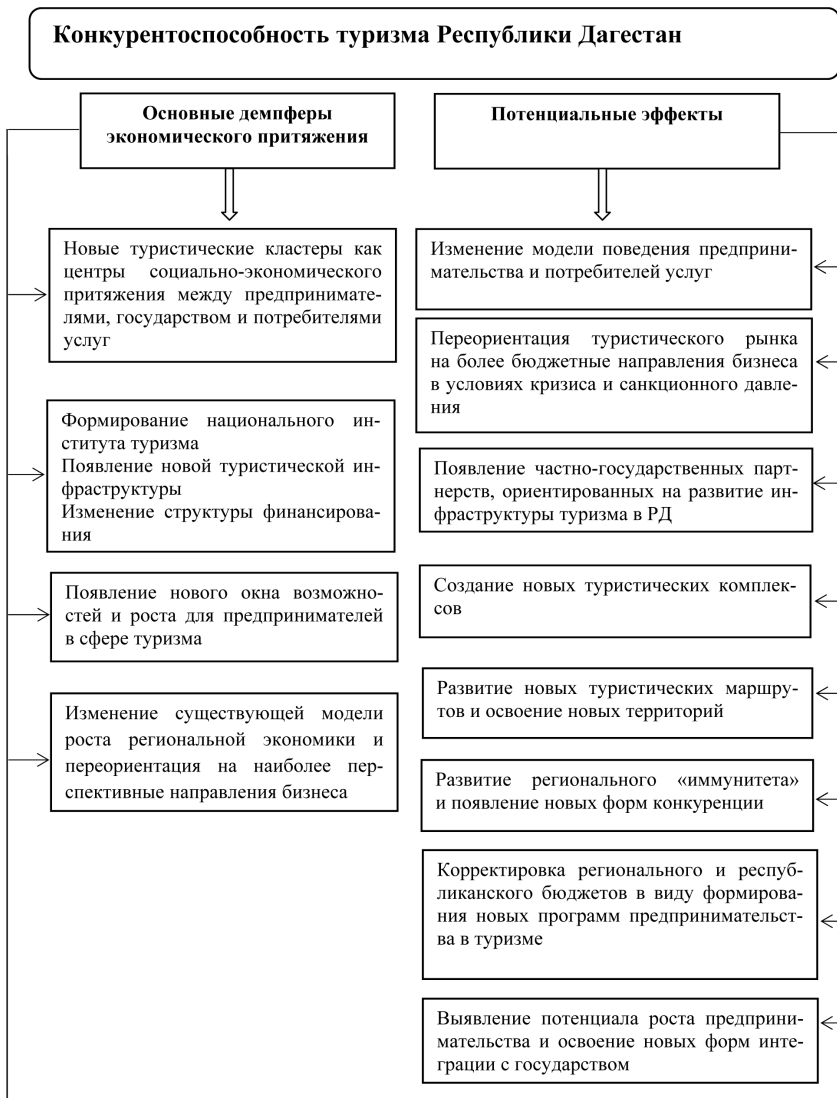 Конкурентоспособность туризма Республики Дагестан
Основные демпферы
экономического притяжения
Новые туристические кластеры как
центры социально-экономического
притяжения между предпринимате-
лями, государством и потребителями
услуг
Формирование национального ин-
ститута туризма
Появление новой туристической ин-
фраструктуры
Изменение структуры финансирова-
ния
Появление нового окна возможно-
стей и роста для предпринимателей
в сфере туризма
Изменение существующей модели
роста региональной экономики и
переориентация на наиболее пер-
спективные направления бизнеса
Потенциальные эффекты
Изменение модели поведения предприни-
мательства и потребителей услуг
Переориентация туристического рынка
на более бюджетные направления бизнеса
в условиях кризиса и санкционного давле-
ния
Появление частно-государственных парт-
нерств, ориентированных на развитие ин-
фраструктуры туризма в РД
Создание новых туристических комплек-
сов
Развитие новых туристических маршру-
тов и освоение новых территорий
Развитие регионального «иммунитета»
и появление новых форм конкуренции
Корректировка регионального и респуб-
ликанского бюджетов в виду формирова-
ния новых программ предпринимательст-
ва в туризме
Выявление потенциала роста предприни-
мательства и освоение новых форм инте-
грации с государством